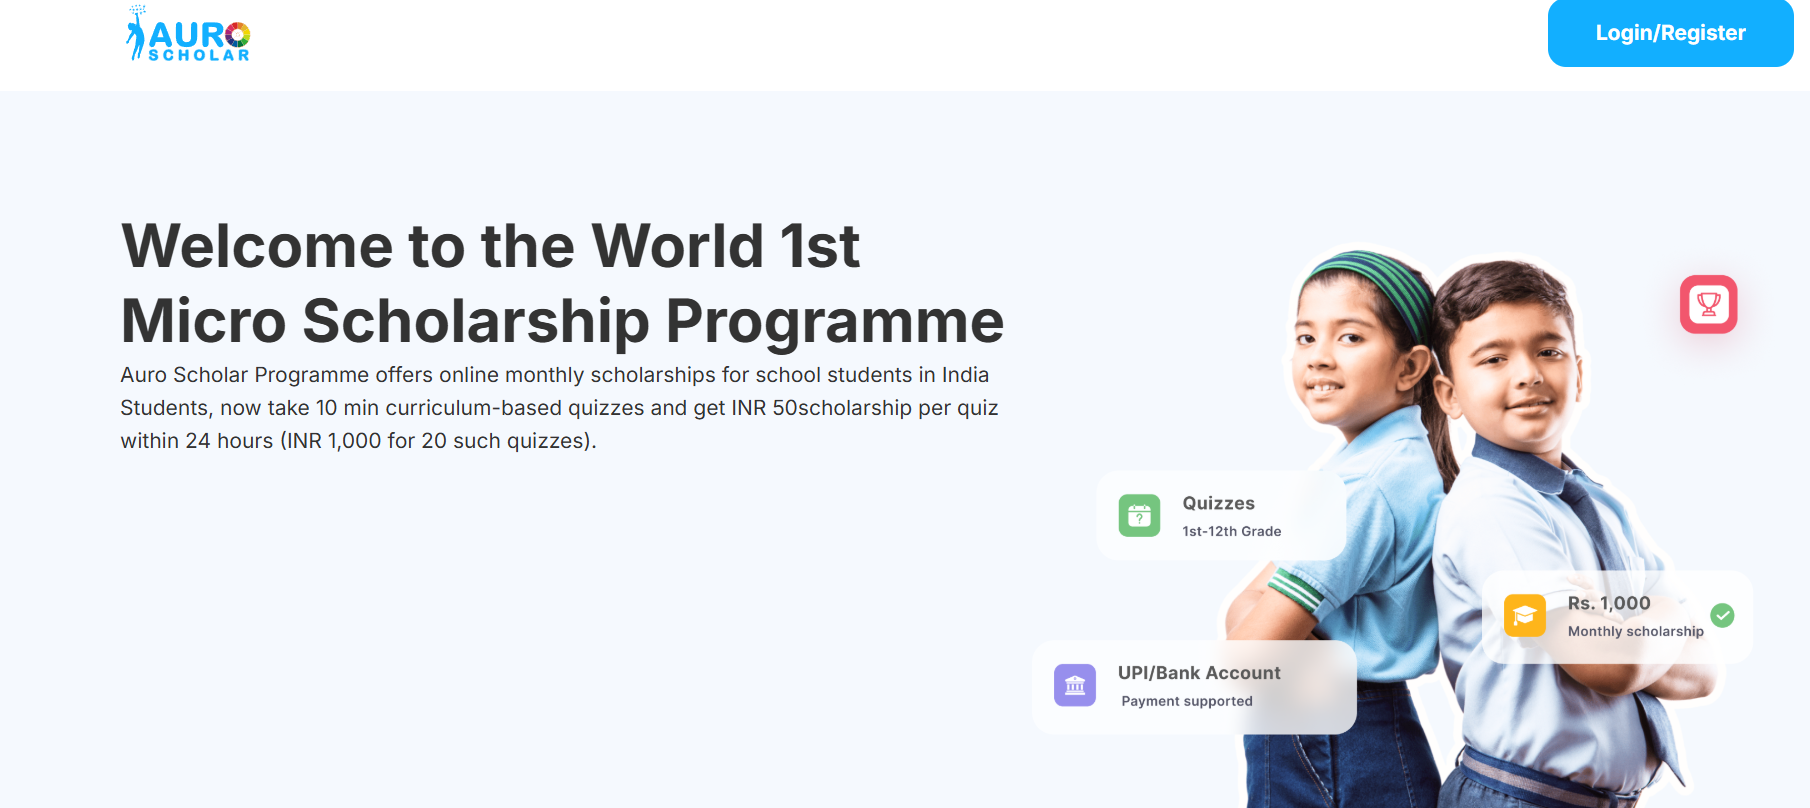 AURO
SCHOLAR
Login/Register
Welcome to the World 1st
Micro Scholarship Programme
Auro Scholar Programme offers online monthly scholarships for school students in India
Students, now take 10 min curriculum-based quizzes and get INR 50scholarship per quiz
within 24 hours (INR 1,000 for 20 such quizzes).
Quizzes
1st-12th Grade
Rs. 1,000
Monthly scholarship
UPI/Bank Account
Payment supported